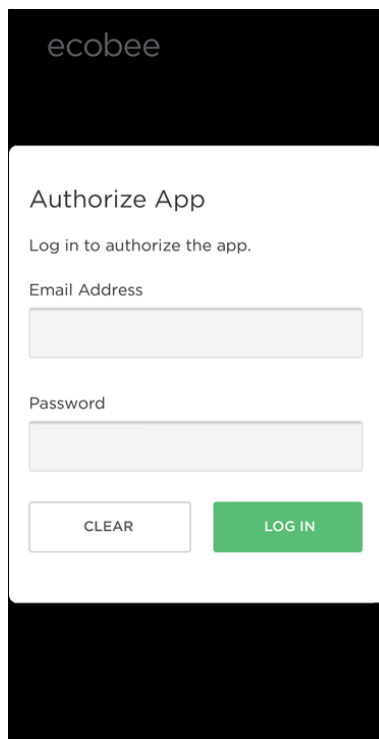 ecobee
Authorize App
Log in to authorize the app.
Email Address
Password
CLEAR
LOG IN